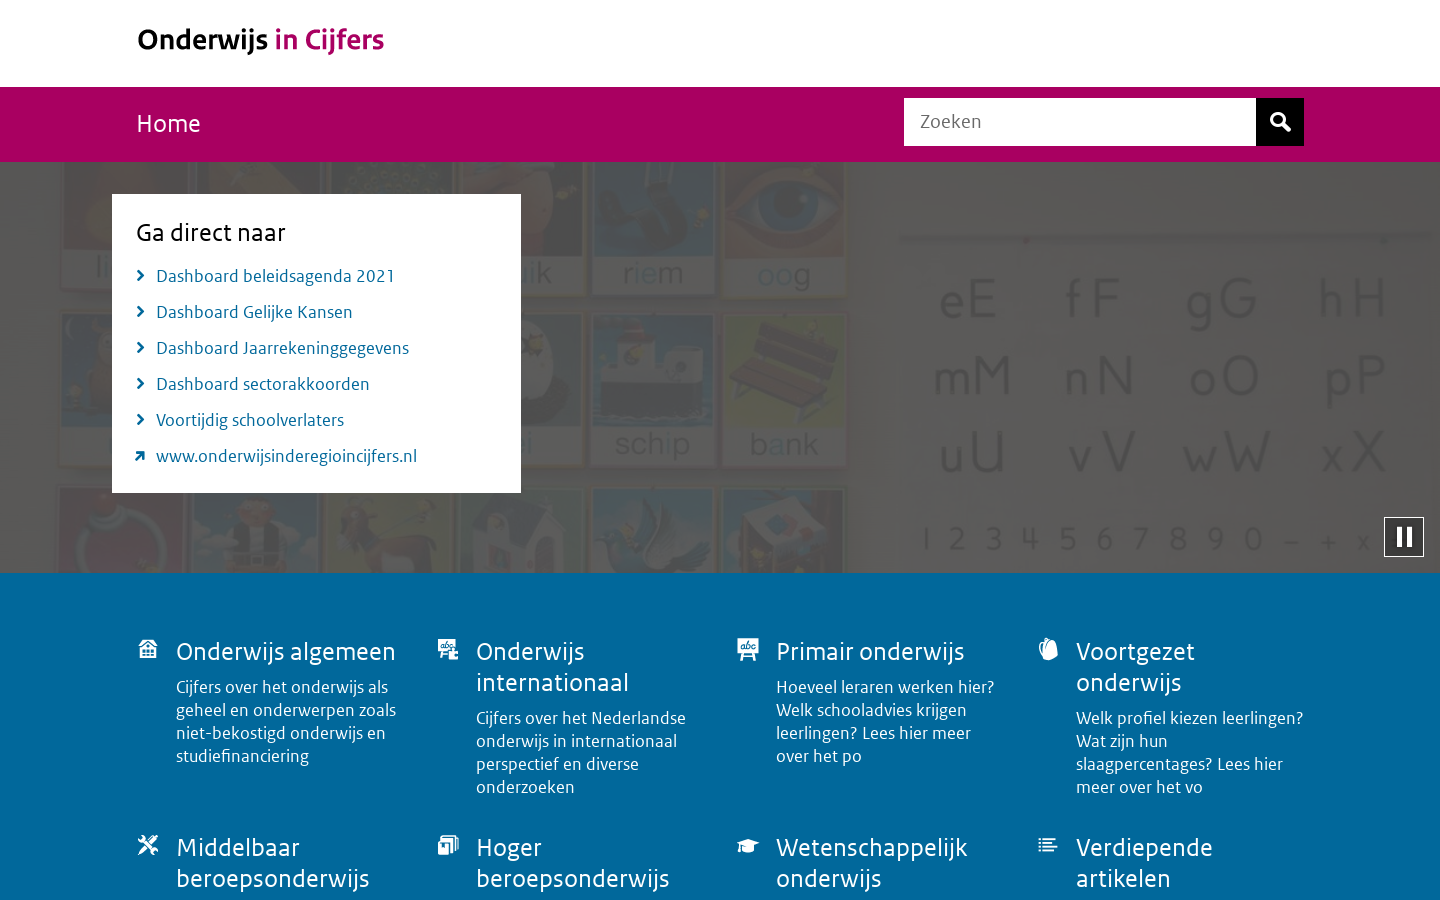 Onderwijs in Cijfers
Home
Zoeken
Ga direct naar
Dashboard beleidsagenda 2021
Dashboard Gelijke Kansen
Dashboard Jaarrekeninggegevens
Dashboard sectorakkoorden
Voortijdig schoolverlaters
www.onderwijsinderegioincijfers.nl
riem
oog
schip
bank
eE fF gG hH
mM nN oO pP
uU vV wW xX
1 2 3 4 5 6 7 8 9 0 – + x
Onderwijs algemeen
Cijfers over het onderwijs als
geheel en onderwerpen zoals
niet-bekostigd onderwijs en
studiefinanciering
Onderwijs
internationaal
Cijfers over het Nederlandse
onderwijs in internationaal
perspectief en diverse
onderzoeken
abc
Primair onderwijs
Hoeveel leraren werken hier?
Welk schooladvies krijgen
leerlingen? Lees hier meer
over het po
Voortgezet
onderwijs
Welk profiel kiezen leerlingen?
Wat zijn hun
slaagpercentages? Lees hier
meer over het vo
Middelbaar
beroepsonderwijs
Hoger
beroepsonderwijs
Wetenschappelijk
onderwijs
Verdiepende
artikelen